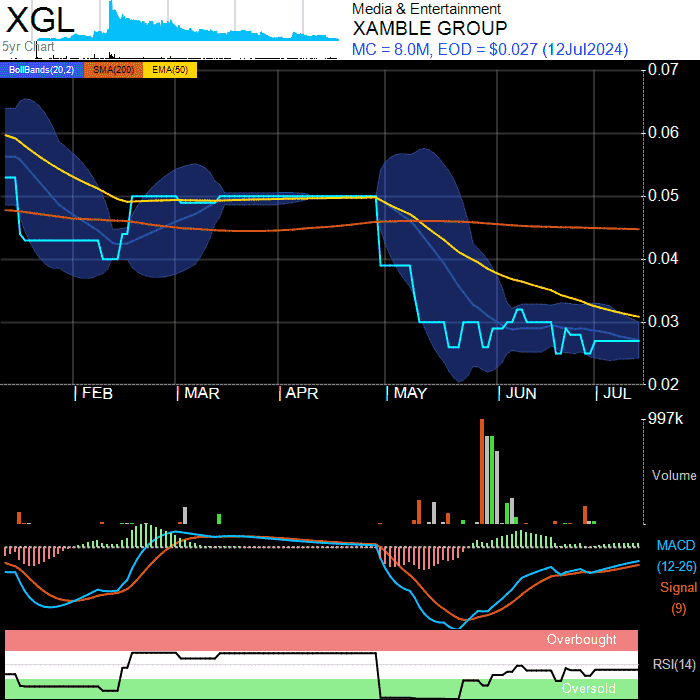 XGL
5yr Chart
Media & Entertainment
XAMBLE GROUP
MC = 8.0M, EOD = $0.027 (12Jul2024)
BollBands(20,2) SMA(200) EMA(50)
0.07
0.06
0.05
0.04
0.03
0.02
FEB MAR APR MAY JUN JUL
997k
Volume
MACD
(12-26)
Signal
(9)
Overbought
RSI(14)
Oversold